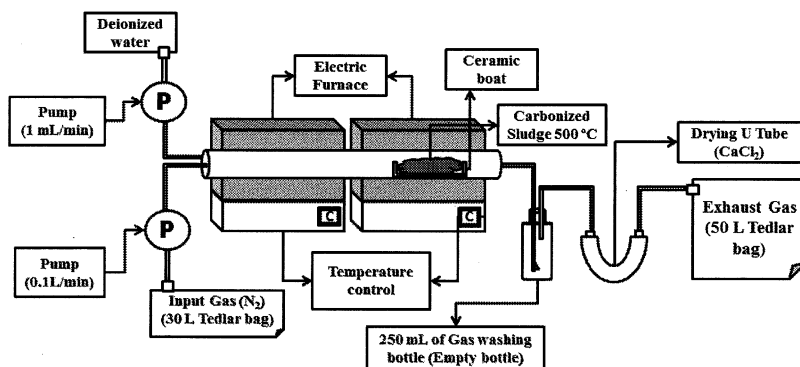 Deionized
water
Electric
Furnace
Ceramic
boat
Pump
(1 mL/min)
P
Carbonized
Sludge 500 °C
Drying U Tube
(CaCl₂)
C
C
P
Exhaust Gas
(50 L Tedlar
bag)
Pump
(0.1L/min)
Temperature
control
Input Gas (N₂)
(30 L Tedlar bag)
250 mL of Gas washing
bottle (Empty bottle)